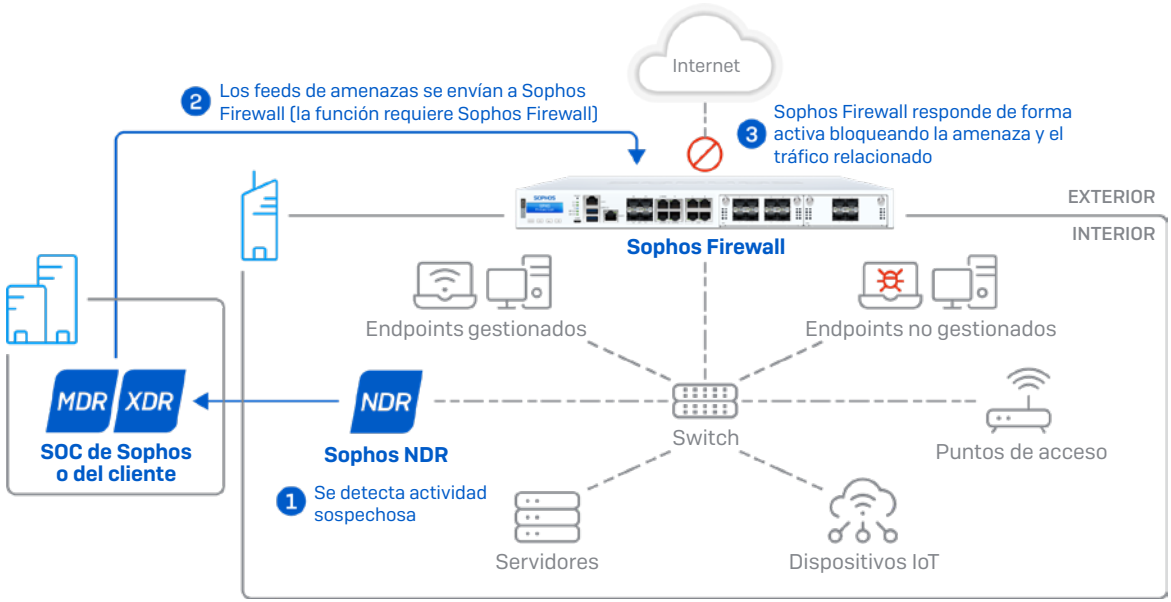 Internet
2
Los feeds de amenazas se envían a Sophos
Firewall (la función requiere Sophos Firewall)
3
Sophos Firewall responde de forma
activa bloqueando la amenaza y el
tráfico relacionado
SOPHOS
EXTERIOR
INTERIOR
Sophos Firewall
Endpoints gestionados
Endpoints no gestionados
MDR
XDR
SOC de Sophos
o del cliente
NDR
Sophos NDR
Switch
Puntos de acceso
1
Se detecta actividad
sospechosa
Servidores
Dispositivos IoT